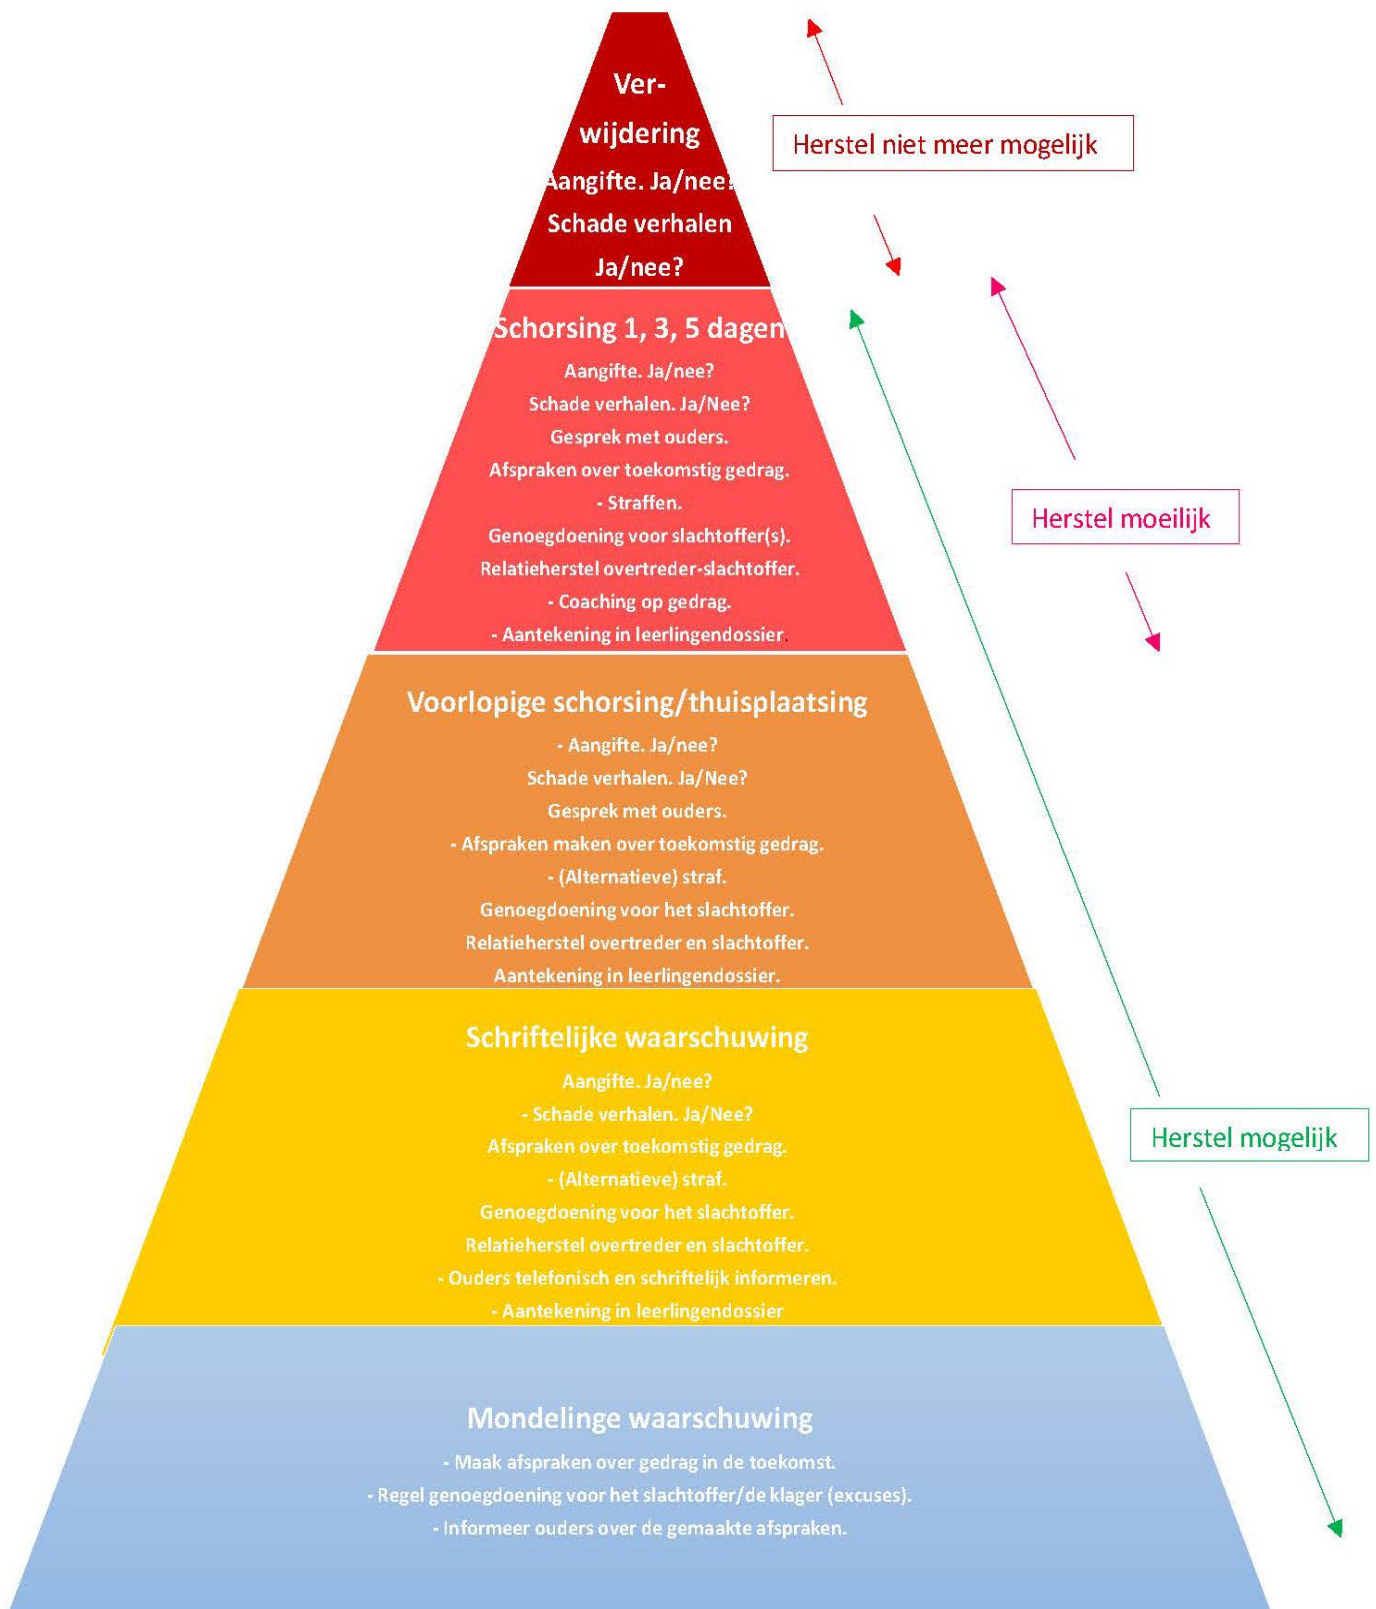 Ver-
wijdering
Aangifte. Ja/nee?
Schade verhalen
Ja/nee?
Herstel niet meer mogelijk
Schorsing 1, 3, 5 dagen
Aangifte. Ja/nee?
Schade verhalen. Ja/Nee?
Gesprek met ouders.
Afspraken over toekomstig gedrag.
- Straffen.
Genoegdoening voor slachtoffer(s).
Relatieherstel overtreder-slachtoffer.
- Coaching op gedrag.
- Aantekening in leerlingendossier.
Herstel moeilijk
Voorlopige schorsing/thuisplaatsing
- Aangifte. Ja/nee?
Schade verhalen. Ja/Nee?
Gesprek met ouders.
- Afspraken maken over toekomstig gedrag.
- (Alternatieve) straf.
Genoegdoening voor het slachtoffer.
Relatieherstel overtreder en slachtoffer.
Aantekening in leerlingendossier.
Schriftelijke waarschuwing
Aangifte. Ja/nee?
- Schade verhalen. Ja/Nee?
Afspraken over toekomstig gedrag.
- (Alternatieve) straf.
Genoegdoening voor het slachtoffer.
Relatieherstel overtreder en slachtoffer.
- Ouders telefonisch en schriftelijk informeren.
- Aantekening in leerlingendossier
Herstel mogelijk
Mondelinge waarschuwing
- Maak afspraken over gedrag in de toekomst.
- Regel genoegdoening voor het slachtoffer/de klager (excuses).
- Informeer ouders over de gemaakte afspraken.